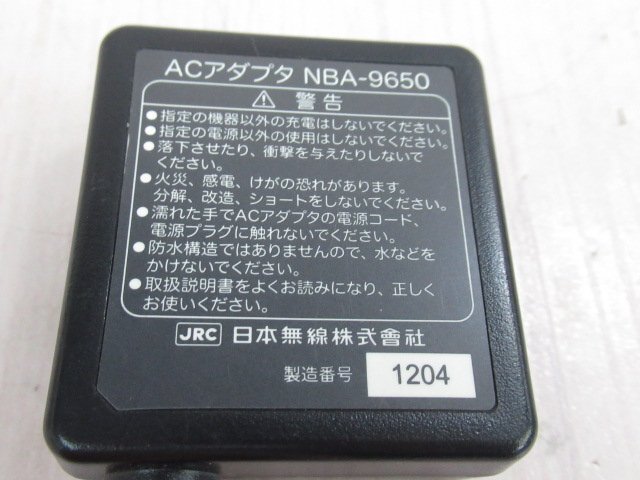 ACアダプタ NBA-9650
警告
●指定の機器以外の充電はしないでください。
●指定の電源以外の使用はしないでください。
●落下させたり、衝撃を与えたりしないで
ください。
●火災、感電、けがの恐れがあります。
分解、改造、ショートをしないでください。
●濡れた手でACアダプタの電源コード、
電源プラグに触れないでください。
●防水構造ではありませんので、水などを
かけないでください。
●取扱説明書をよくお読みになり、正しく
お使いください。
JRC 日本無線株式會社
製造番号 1204